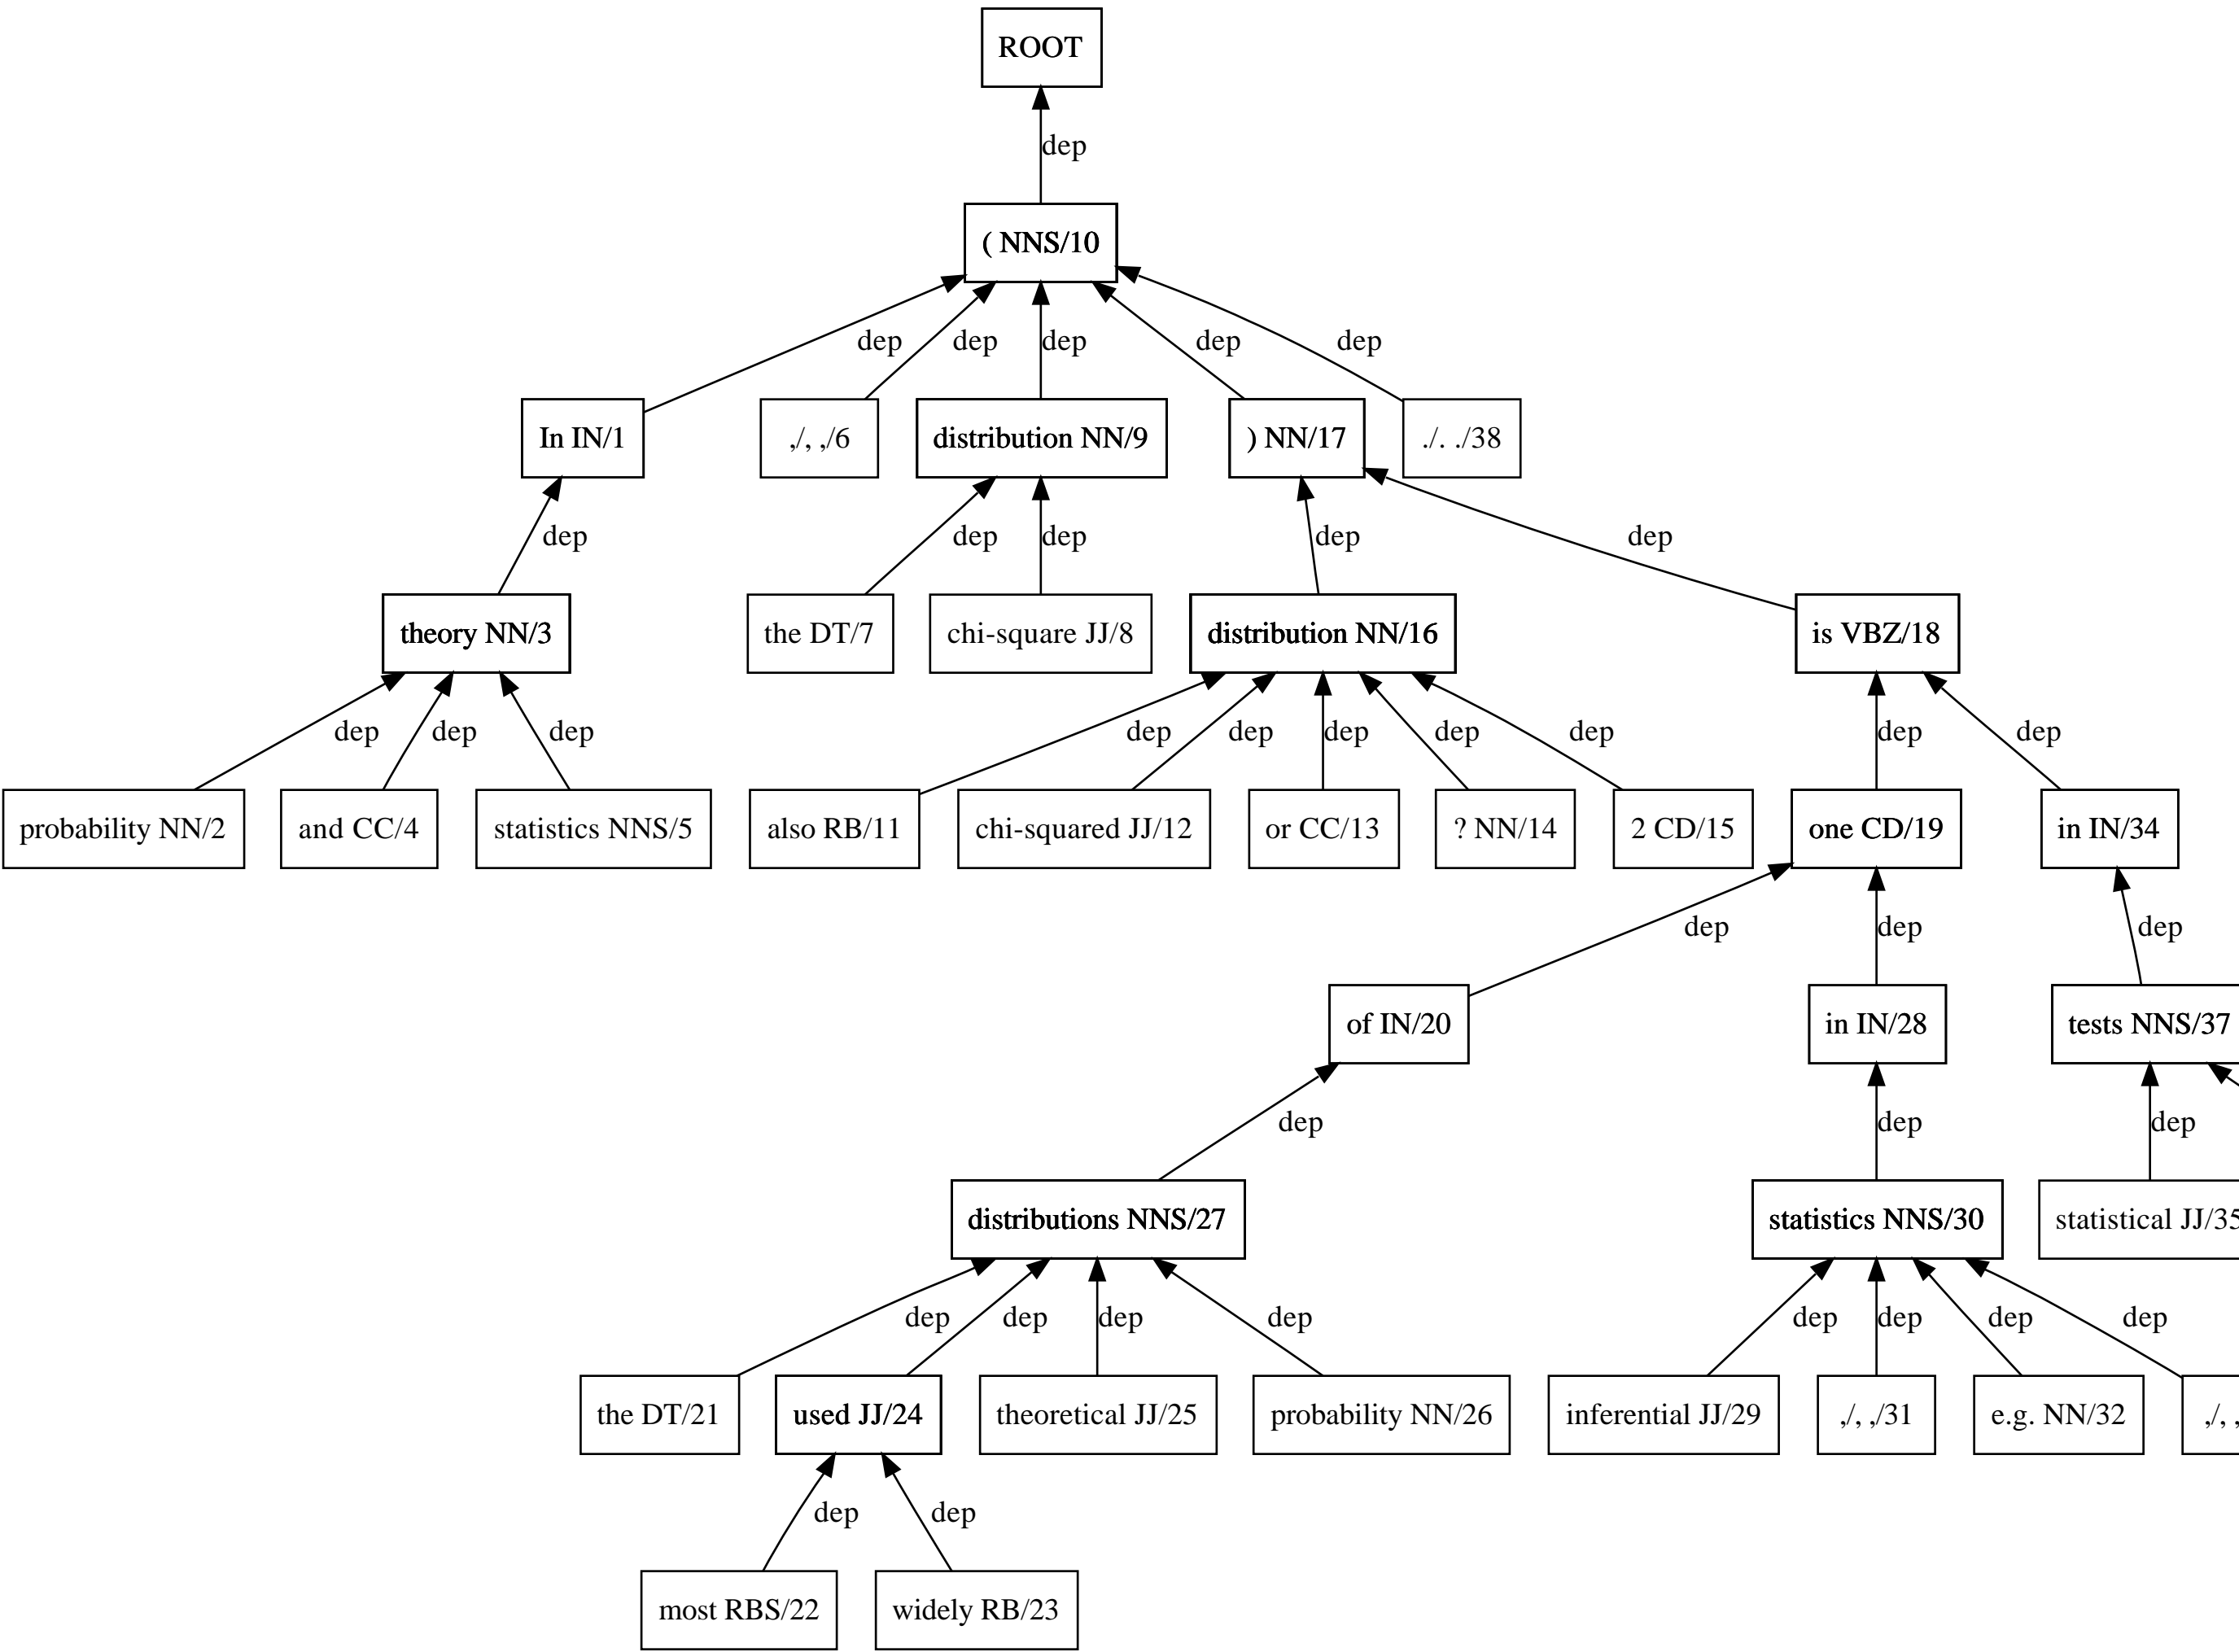 ROOT
dep
( NNS/10
dep dep dep dep dep
In IN/1 ,/, ,/6 distribution NN/9 ) NN/17 ./. ./38
dep dep dep dep dep
theory NN/3 the DT/7 chi-square JJ/8 distribution NN/16 is VBZ/18
dep dep dep dep dep dep dep dep dep dep
probability NN/2 and CC/4 statistics NNS/5 also RB/11 chi-squared JJ/12 or CC/13 ? NN/14 2 CD/15 one CD/19 in IN/34
dep dep dep
of IN/20 in IN/28 tests NNS/37
dep dep dep
distributions NNS/27 statistics NNS/30 statistical JJ/35
dep dep dep dep dep dep dep dep
the DT/21 used JJ/24 theoretical JJ/25 probability NN/26 inferential JJ/29 ,/, ,/31 e.g. NN/32 ,/, ,
dep dep
most RBS/22 widely RB/23